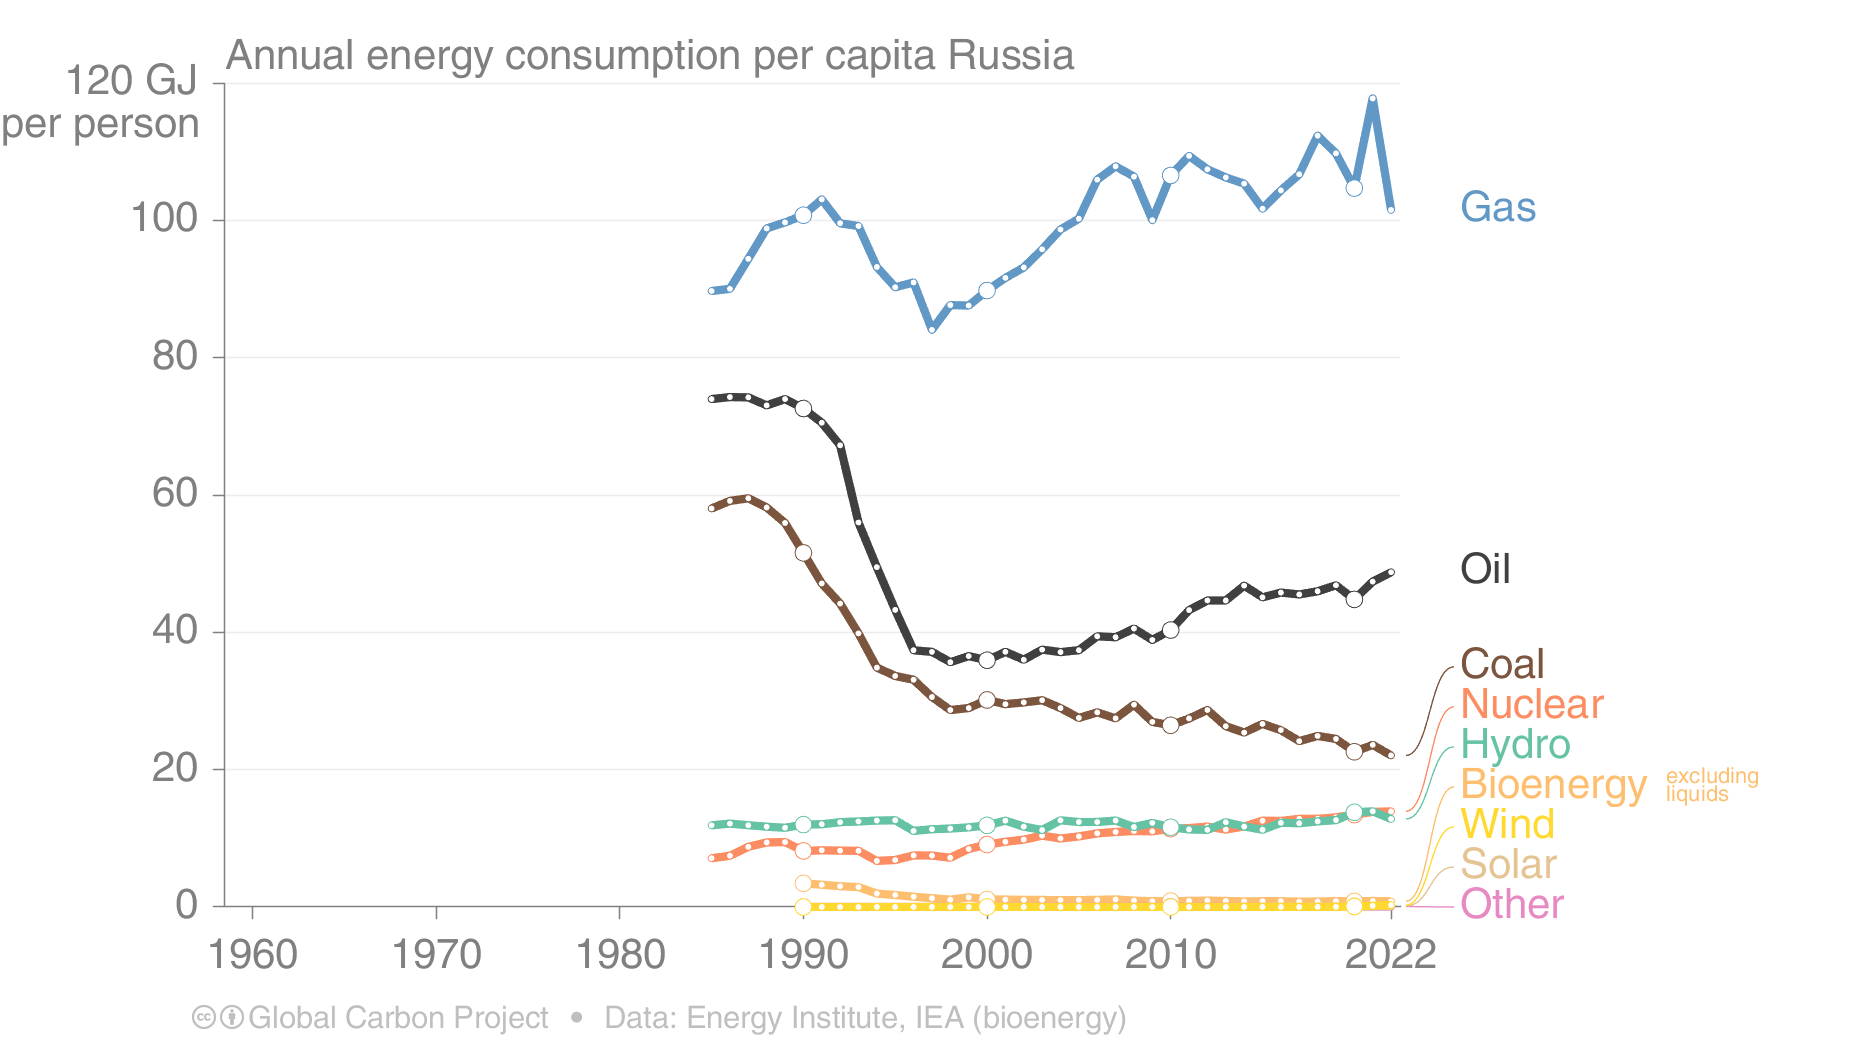 Annual energy consumption per capita Russia
120 GJ
per person
100
80
60
40
20
0
1960 1970 1980 1990 2000 2010 2022
Gas
Oil
Coal
Nuclear
Hydro
Bioenergy excluding liquids
Wind
Solar
Other
cc Global Carbon Project • Data: Energy Institute, IEA (bioenergy)